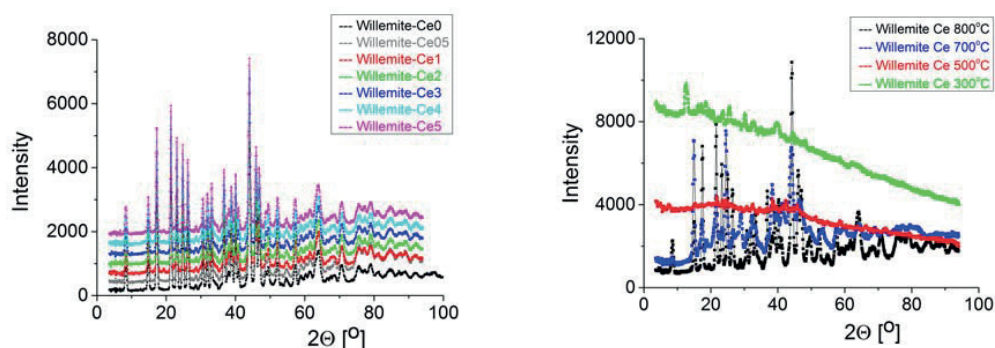 Willemite-Ce0
Willemite-Ce05
Willemite-Ce1
Willemite-Ce2
Willemite-Ce3
Willemite-Ce4
Willemite-Ce5
8000
6000
4000
2000
0
Intensity
0 20 40 60 80 100
2Θ [O]
Willemite Ce 800°C
Willemite Ce 700°C
Willemite Ce 500°C
Willemite Ce 300°C
12000
8000
4000
0
Intensity
0 20 40 60 80 100
2Θ [O]